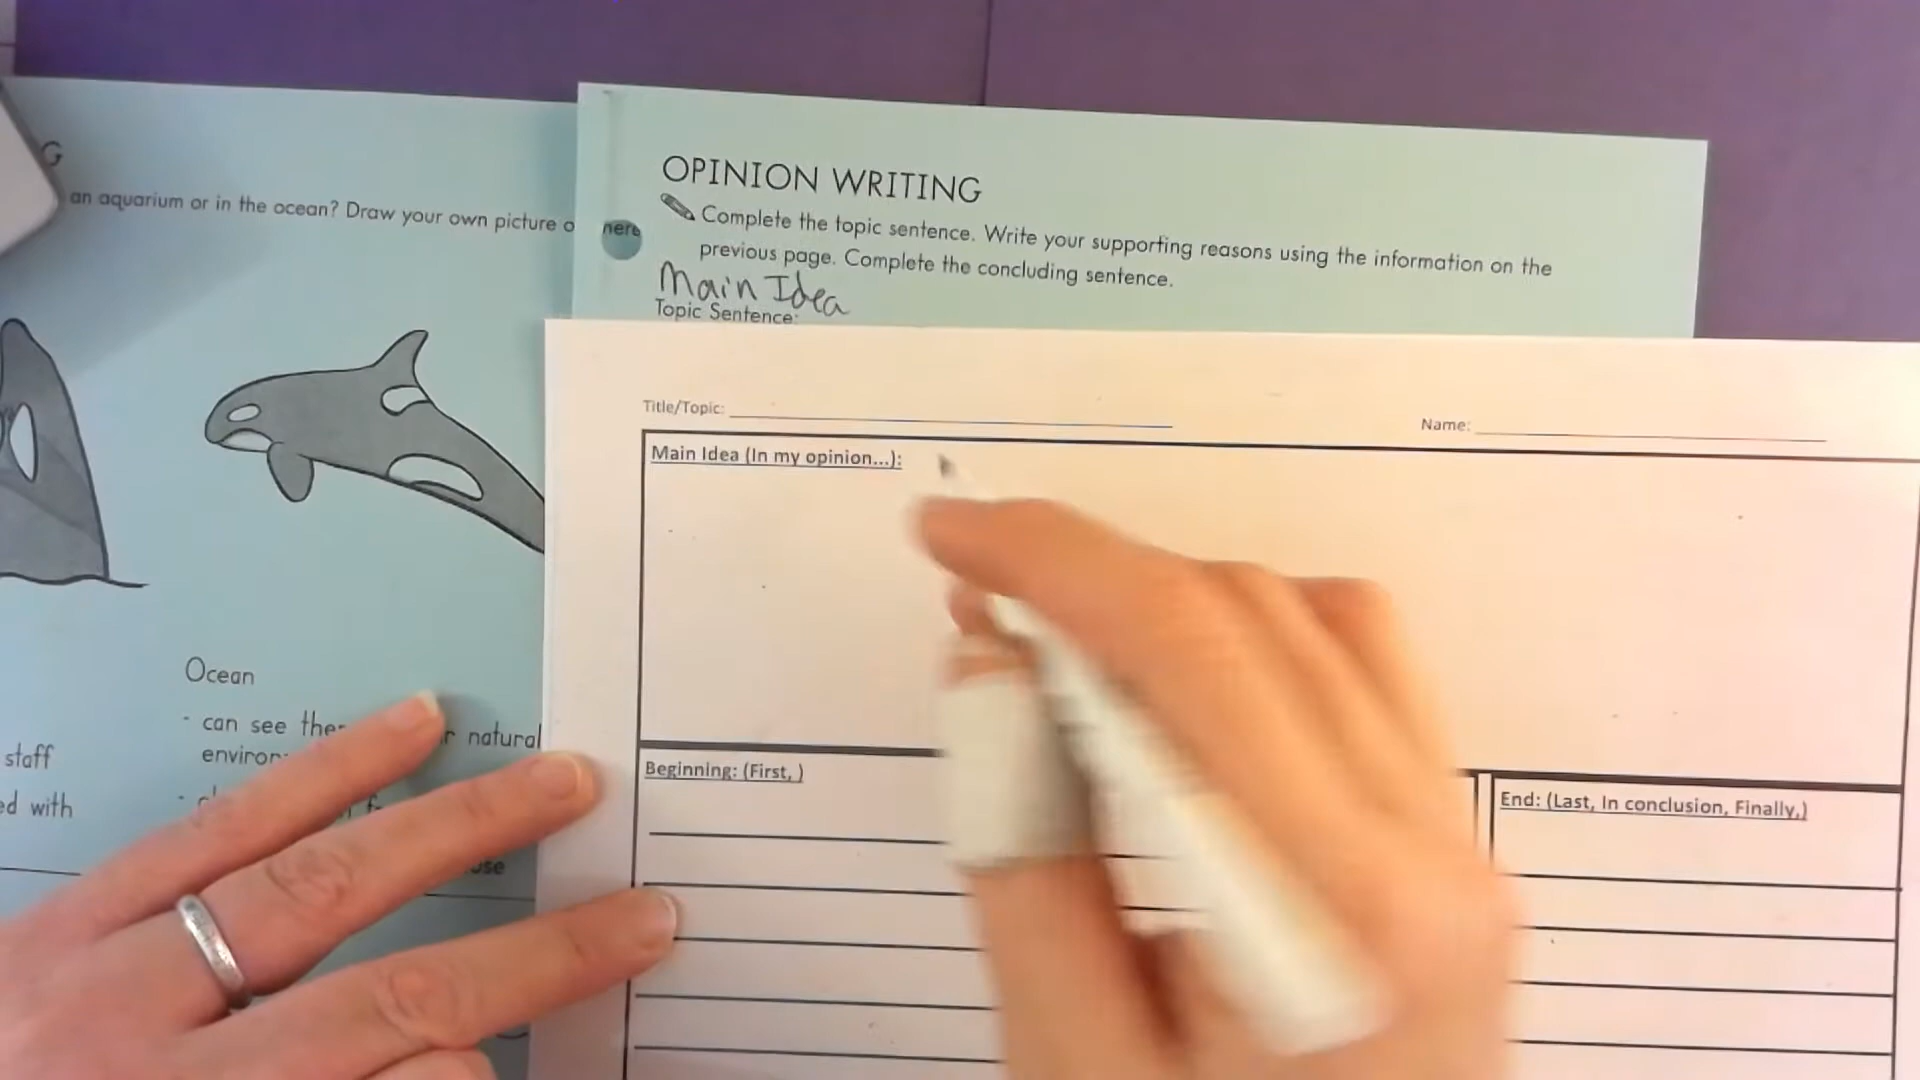 G
an aquarium or in the ocean? Draw your own picture o
here
OPINION WRITING
Complete the topic sentence. Write your supporting reasons using the information on the
previous page. Complete the concluding sentence.
Main Idea
Topic Sentence:
Title/Topic:
Name:
Main Idea (In my opinion...):
Ocean
- can see the r natural
environ
staff
ed with
use
Beginning: (First, )
End: (Last, In conclusion, Finally,)